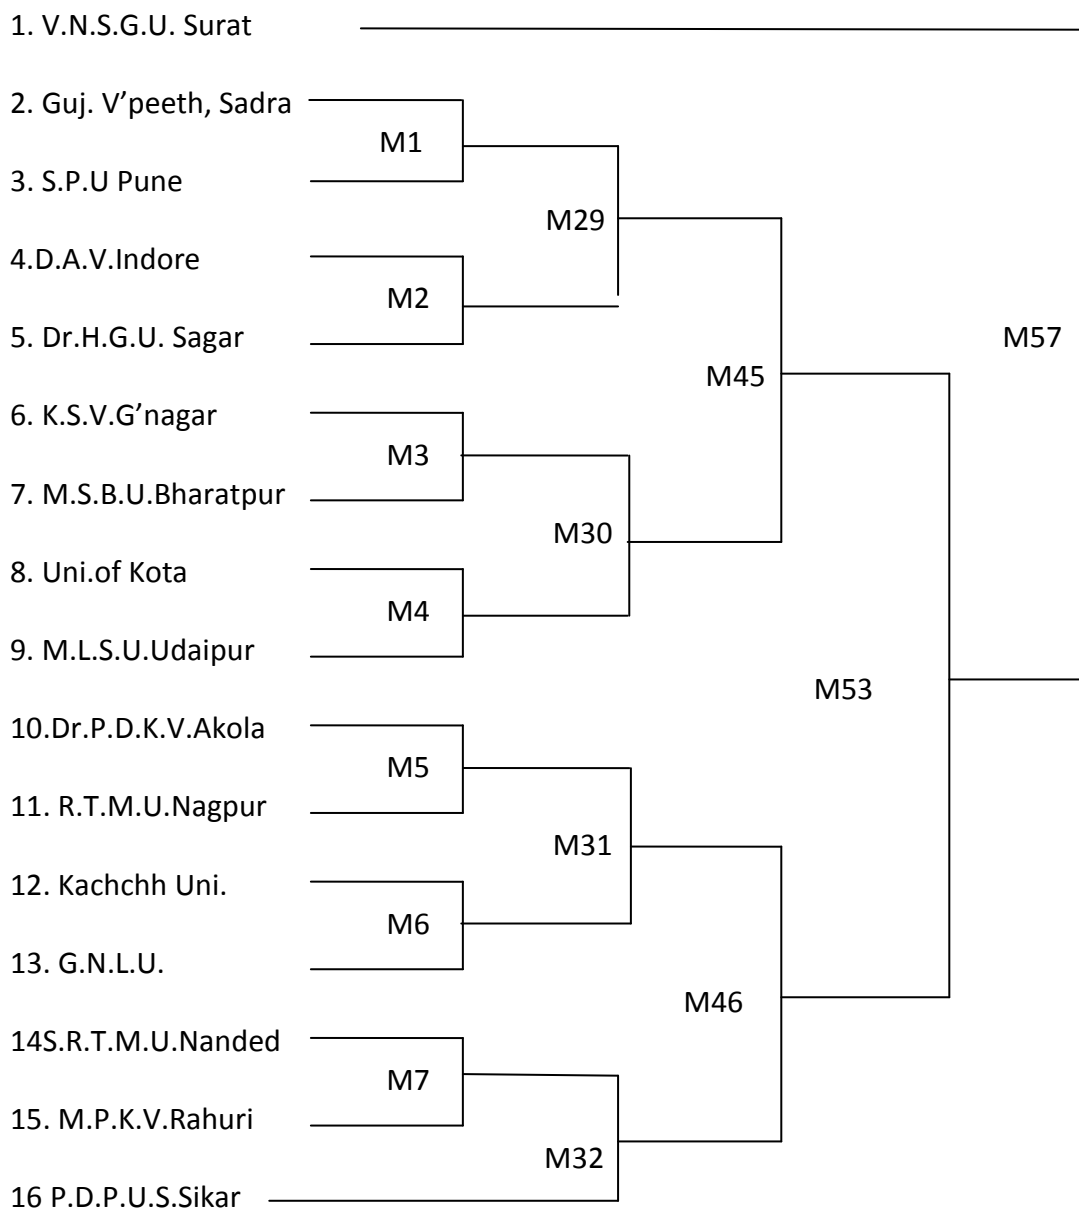 1. V.N.S.G.U. Surat
2. Guj. V’peeth, Sadra
M1
3. S.P.U Pune
M29
4.D.A.V.Indore
M2
5. Dr.H.G.U. Sagar
M57
M45
6. K.S.V.G’nagar
M3
7. M.S.B.U.Bharatpur
M30
8. Uni.of Kota
M4
9. M.L.S.U.Udaipur
M53
10.Dr.P.D.K.V.Akola
M5
11. R.T.M.U.Nagpur
M31
12. Kachchh Uni.
M6
13. G.N.L.U.
M46
14S.R.T.M.U.Nanded
M7
15. M.P.K.V.Rahuri
M32
16 P.D.P.U.S.Sikar